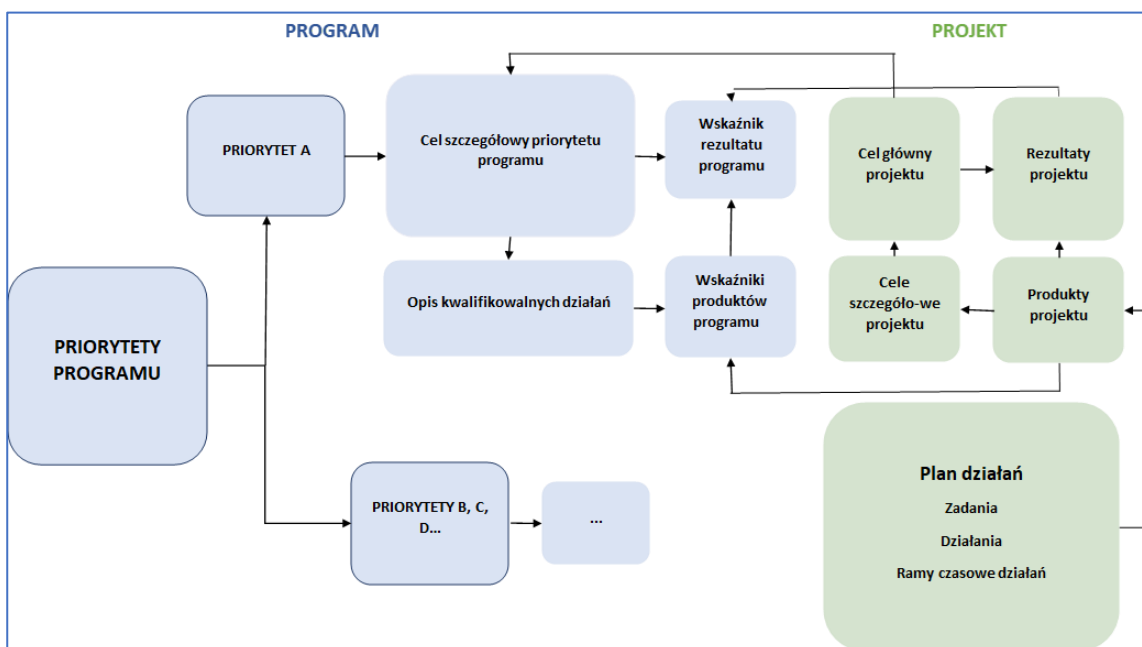 PROGRAM
PROJEKT
PRIORYTET A
Cel szczegółowy priorytetu
programu
Wskaźnik
rezultatu
programu
Cel główny
projektu
Rezultaty
projektu
Opis kwalifikowalnych działań
Wskaźniki
produktów
programu
Cele
szczegóło-we
projektu
Produkty
projektu
PRIORYTETY
PROGRAMU
PRIORYTETY B, C,
D...
...
Plan działań
Zadania
Działania
Ramy czasowe działań